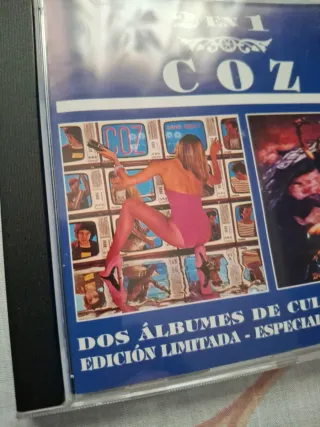 2 EN 1
COZ
COZ
DOS ÁLBUMES DE CUL
EDICIÓN LIMITADA - ESPECIAL